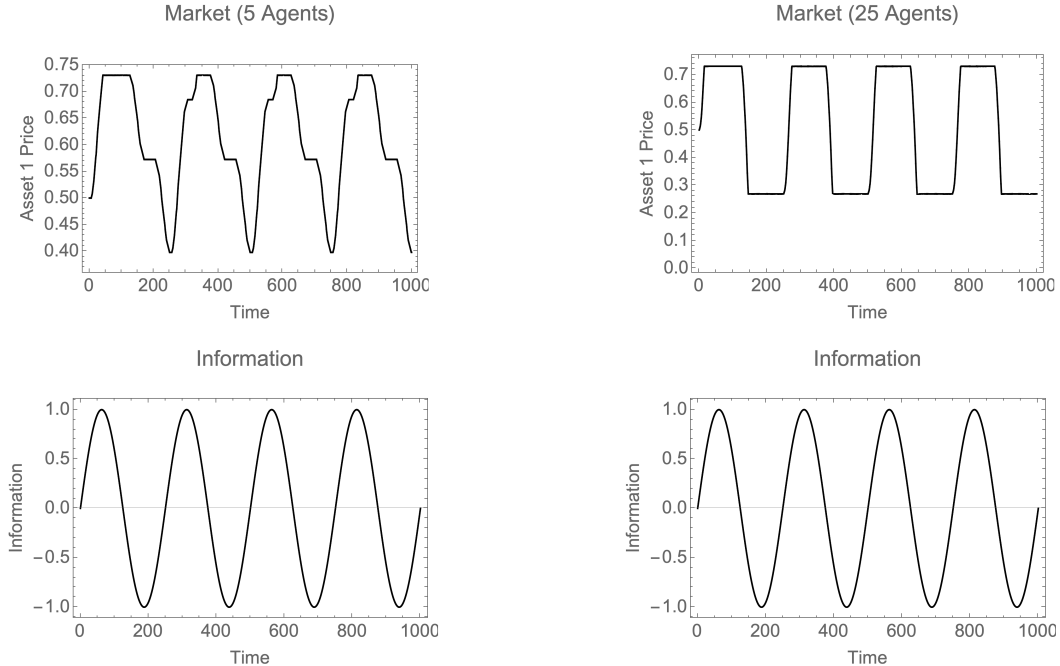 Market (5 Agents)
0.75
0.70
0.65
0.60
0.55
0.50
0.45
0.40
Asset 1 Price
0 200 400 600 800 1000
Time
Market (25 Agents)
0.7
0.6
0.5
0.4
0.3
0.2
0.1
0.0
Asset 1 Price
0 200 400 600 800 1000
Time
Information
1.0
0.5
0.0
−0.5
−1.0
Information
0 200 400 600 800 1000
Time
Information
1.0
0.5
0.0
−0.5
−1.0
Information
0 200 400 600 800 1000
Time